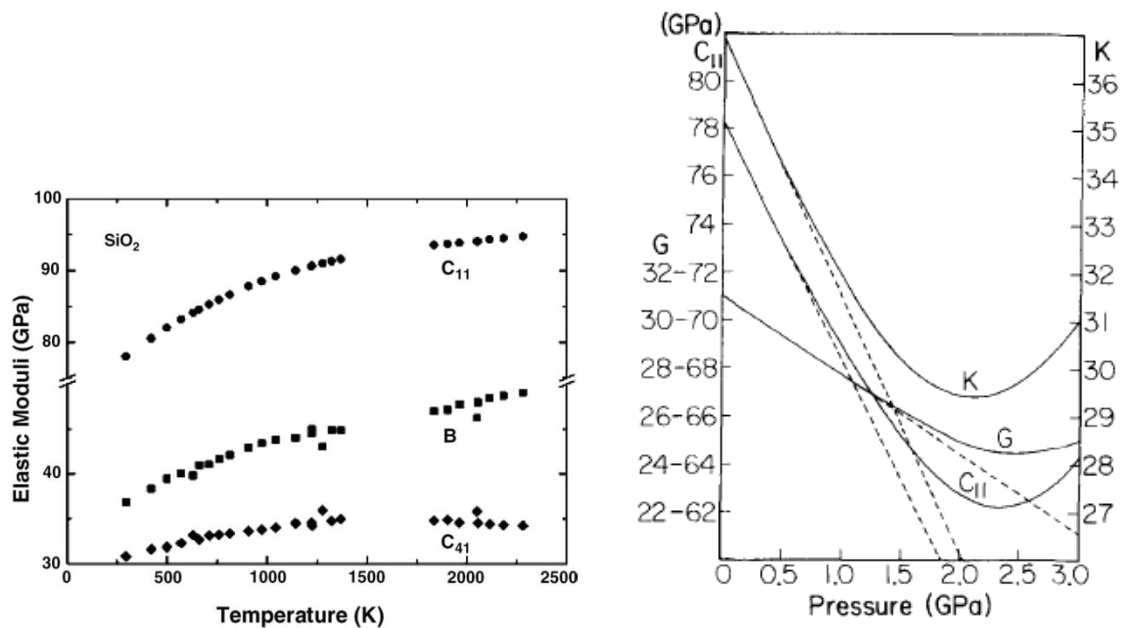 100
90
80
40
30
Elastic Moduli (GPa)
SiO2
C11
B
C41
0
500
1000
1500
2000
2500
Temperature (K)
(GPa)
C11
80
78
76
74
G
32-72
30-70
28-68
26-66
24-64
22-62
K
36
35
34
33
32
31
30
29
28
27
K
G
C11
0
0.5
1.0
1.5
2.0
2.5
3.0
Pressure (GPa)